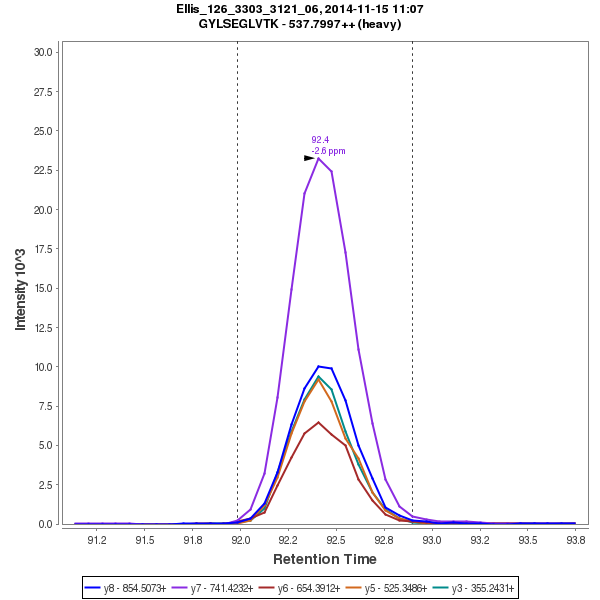 Ellis_126_3303_3121_06, 2014-11-15 11:07
GYLSEGLVTK - 537.7997++ (heavy)
30.0
27.5
25.0
22.5
20.0
17.5
15.0
12.5
10.0
7.5
5.0
2.5
0.0
Intensity 10^3
92.4
-2.6 ppm
91.2 91.5 91.8 92.0 92.2 92.5 92.8 93.0 93.2 93.5 93.8
Retention Time
y8 - 854.5073+ y7 - 741.4232+ y6 - 654.3912+ y5 - 525.3486+ y3 - 355.2431+